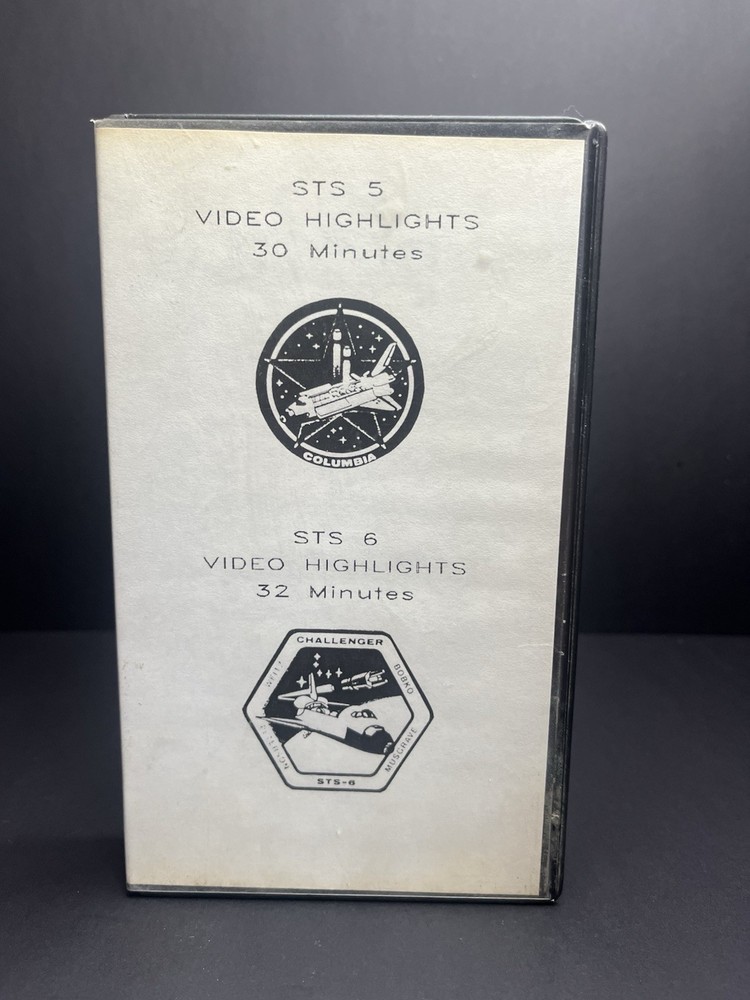 STS 5
VIDEO HIGHLIGHTS
30 Minutes
COLUMBIA
STS 6
VIDEO HIGHLIGHTS
32 Minutes
CHALLENGER
BOBKO
MUSGRAVE
STS-6